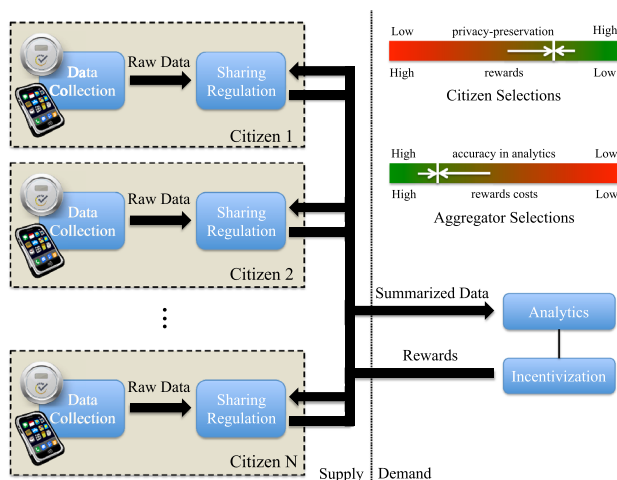 Data
Collection
Raw Data
Sharing
Regulation
Citizen 1
Data
Collection
Raw Data
Sharing
Regulation
Citizen 2
Data
Collection
Raw Data
Sharing
Regulation
Citizen N
Low privacy-preservation High
High rewards Low
Citizen Selections
High accuracy in analytics Low
High rewards costs Low
Aggregator Selections
Summarized Data
Analytics
Rewards
Incentivization
Supply Demand